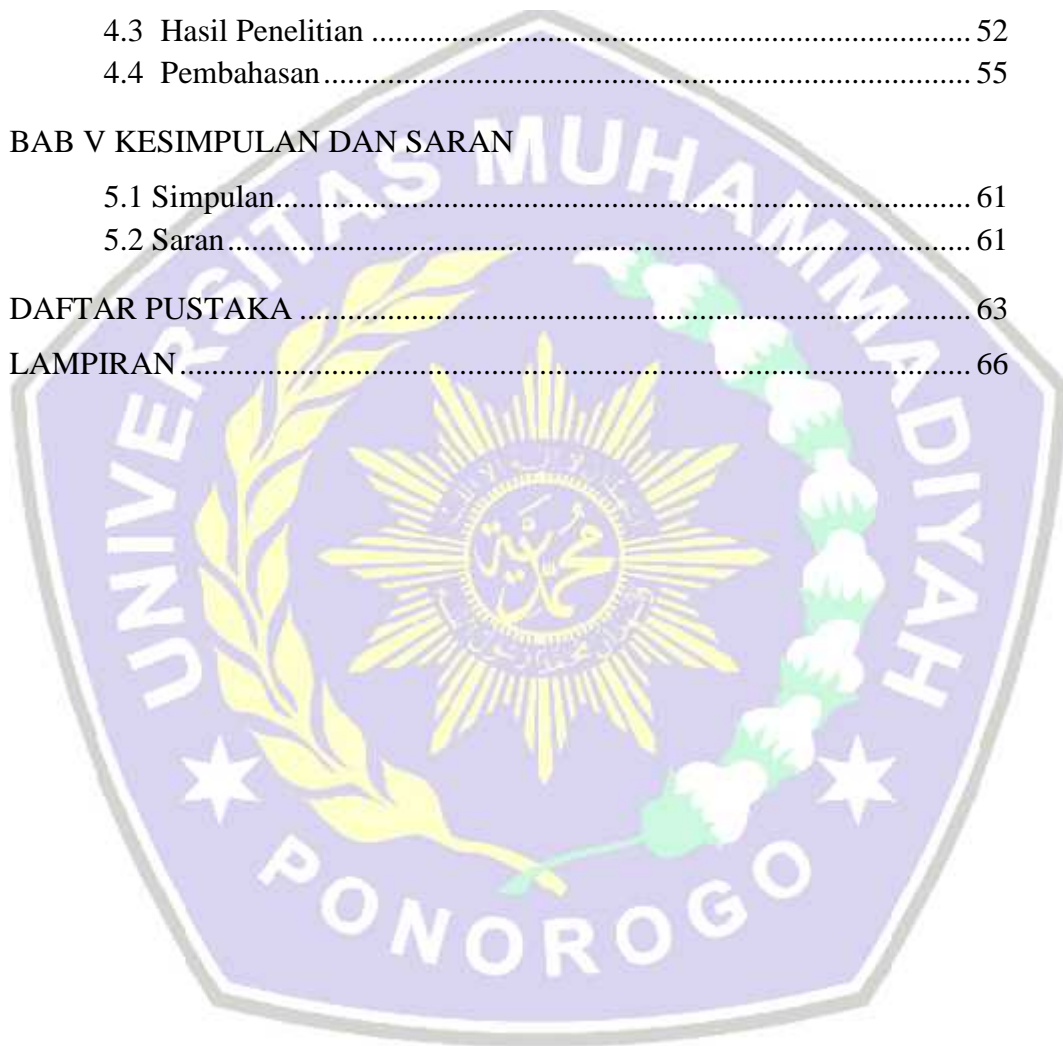 4.3 Hasil Penelitian ........................................................................... 52
4.4 Pembahasan ................................................................................. 55
BAB V KESIMPULAN DAN SARAN
5.1 Simpulan....................................................................................... 61
5.2 Saran ............................................................................................. 61
DAFTAR PUSTAKA .................................................................................... 63
LAMPIRAN................................................................................................... 66
UNIVERSITAS MUHAMMADIYAH
محمدية
PONOROGO